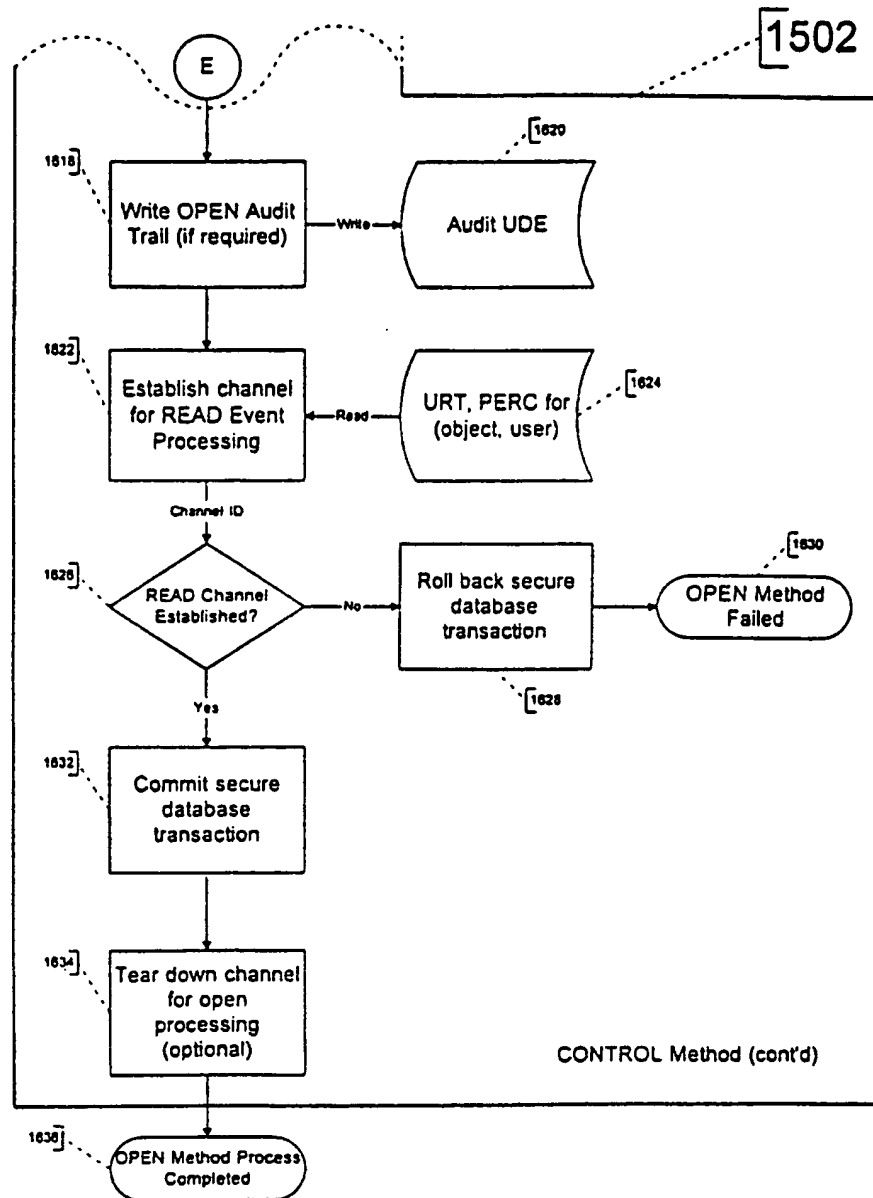 1502
E
1618
Write OPEN Audit
Trail (if required)
Write
1620
Audit UDE
1622
Establish channel
for READ Event
Processing
Read
URT, PERC for
(object, user)
1624
Channel ID
1626
READ Channel
Established?
No
Roll back secure
database
transaction
1628
1630
OPEN Method
Failed
Yes
1632
Commit secure
database
transaction
1634
Tear down channel
for open
processing
(optional)
CONTROL Method (cont'd)
1636
OPEN Method Process
Completed